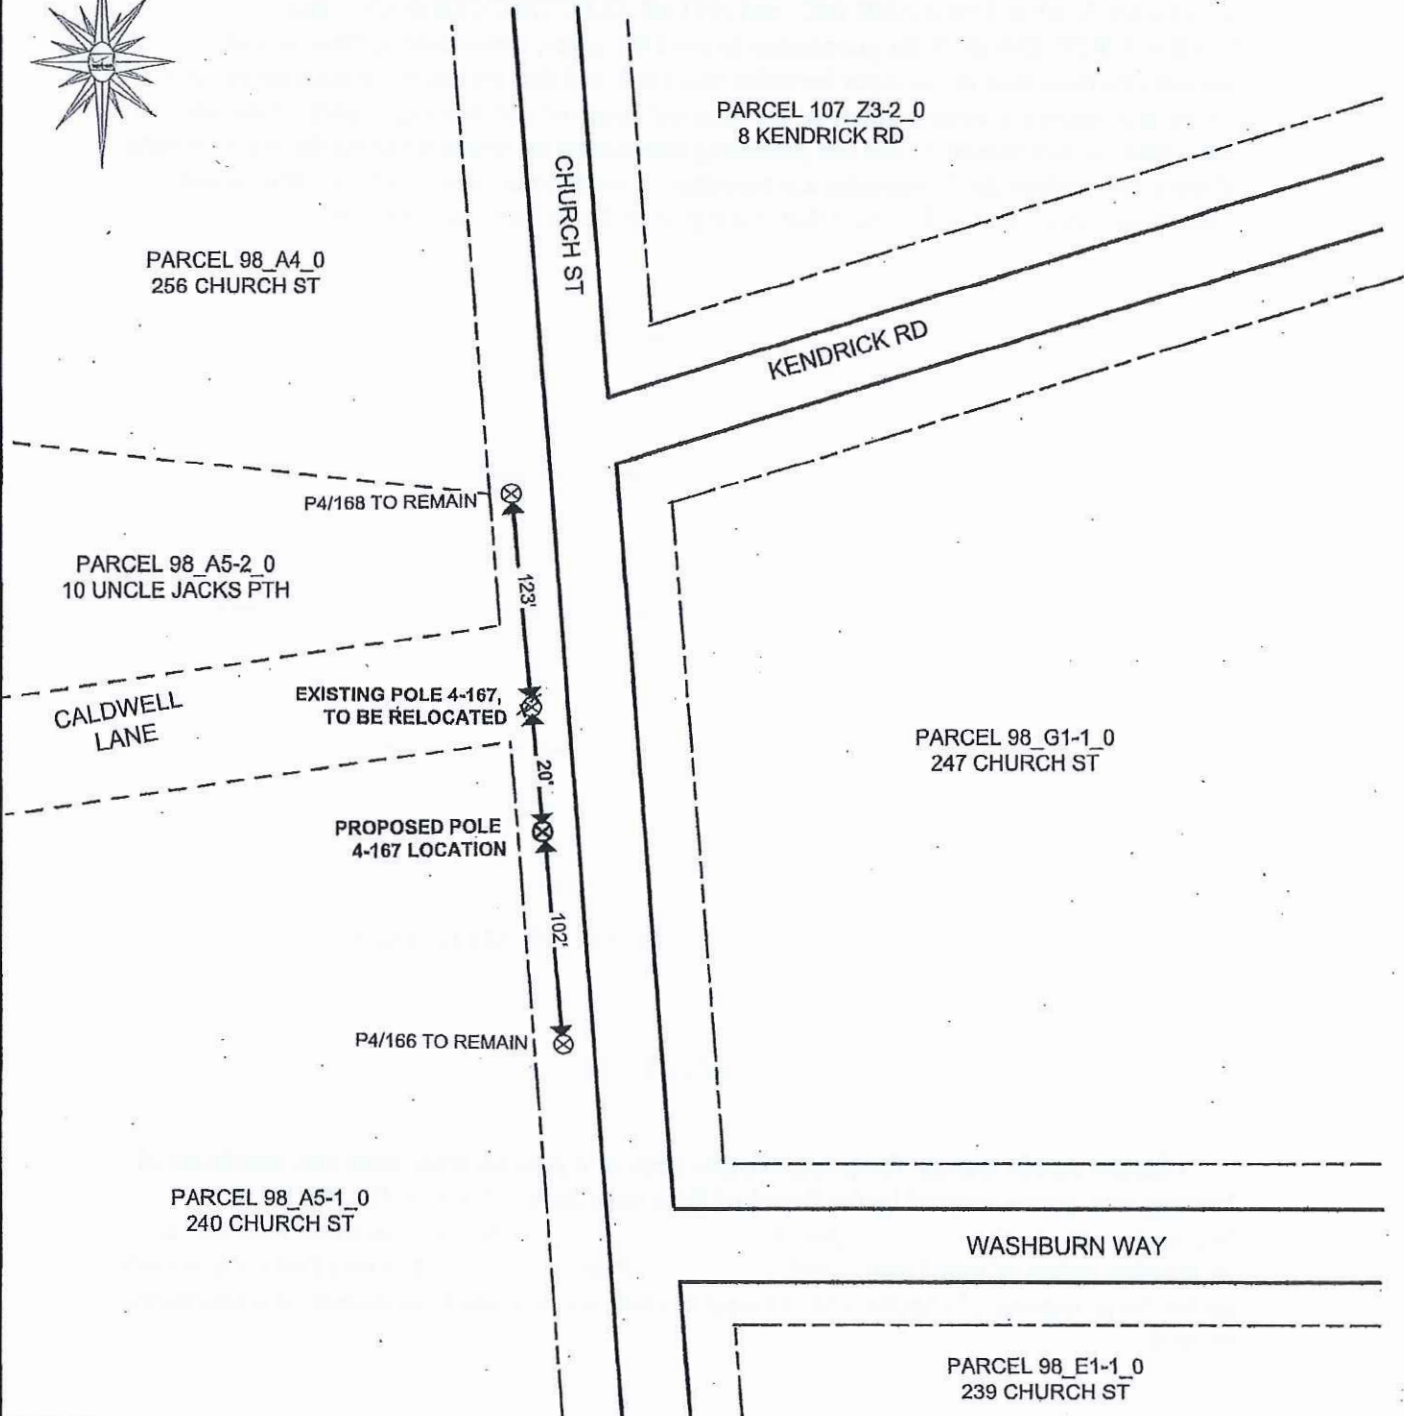 PARCEL 107_Z3-2_0
8 KENDRICK RD
CHURCH ST
PARCEL 98_A4_0
256 CHURCH ST
KENDRICK RD
P4/168 TO REMAIN
PARCEL 98_A5-2_0
10 UNCLE JACKS PTH
123'
EXISTING POLE 4-167,
TO BE RELOCATED
CALDWELL
LANE
PARCEL 98_G1-1_0
247 CHURCH ST
20'
PROPOSED POLE
4-167 LOCATION
102'
P4/166 TO REMAIN
PARCEL 98_A5-1_0
240 CHURCH ST
WASHBURN WAY
PARCEL 98_E1-1_0
239 CHURCH ST